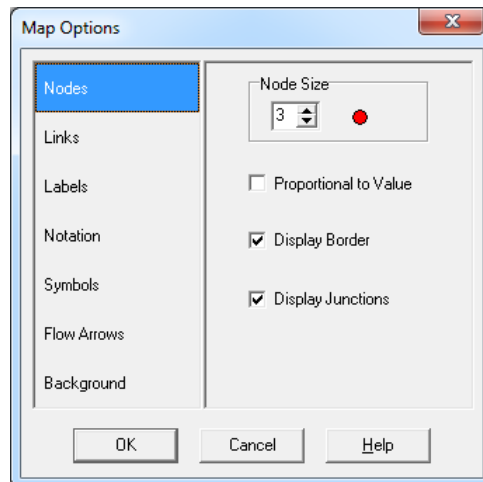 Map Options
Nodes
Links
Labels
Notation
Symbols
Flow Arrows
Background
Node Size
3
Proportional to Value
Display Border
Display Junctions
OK
Cancel
Help